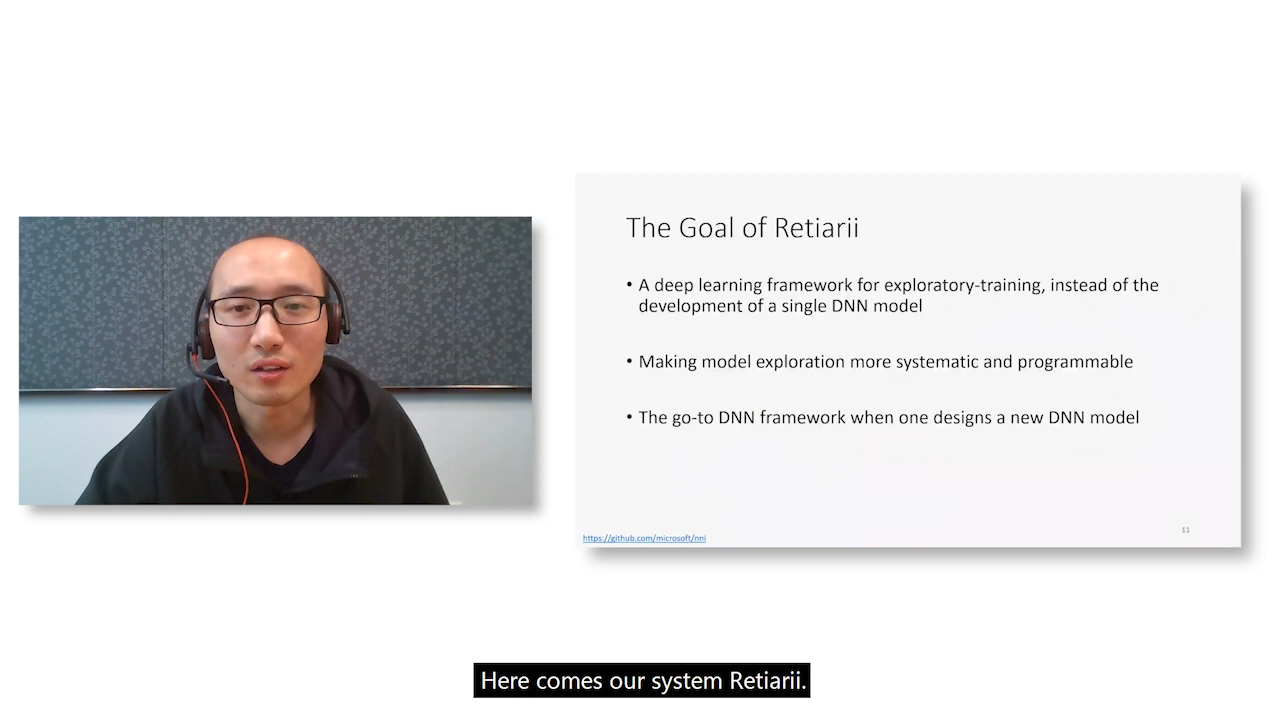 The Goal of Retiarii
• A deep learning framework for exploratory-training, instead of the
development of a single DNN model
• Making model exploration more systematic and programmable
• The go-to DNN framework when one designs a new DNN model
11
https://github.com/microsoft/nni
Here comes our system Retiarii.